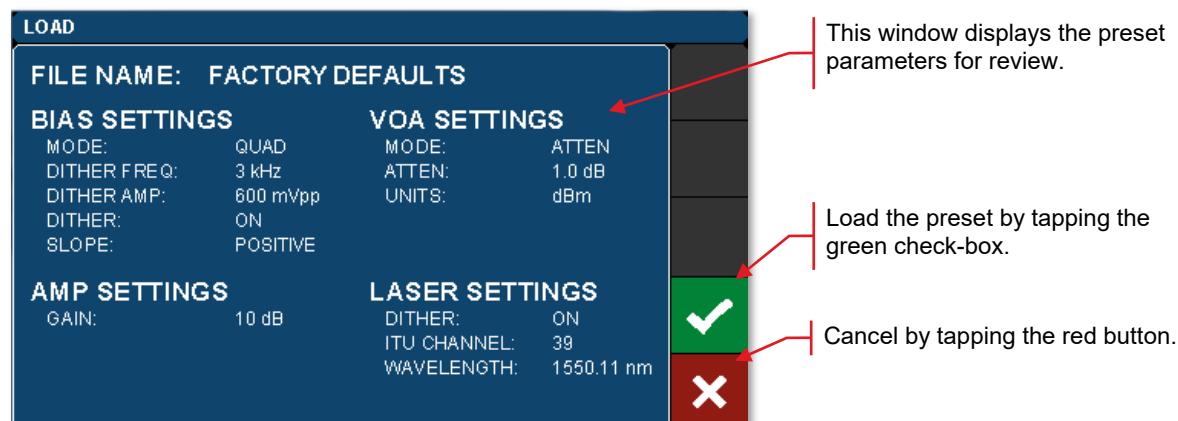 LOAD
FILE NAME: FACTORY DEFAULTS
BIAS SETTINGS
MODE: QUAD
DITHER FREQ: 3 kHz
DITHER AMP: 600 mVpp
DITHER: ON
SLOPE: POSITIVE
VOA SETTINGS
MODE: ATTEN
ATTEN: 1.0 dB
UNITS: dBm
AMP SETTINGS
GAIN: 10 dB
LASER SETTINGS
DITHER: ON
ITU CHANNEL: 39
WAVELENGTH: 1550.11 nm
This window displays the preset
parameters for review.
Load the preset by tapping the
green check-box.
Cancel by tapping the red button.